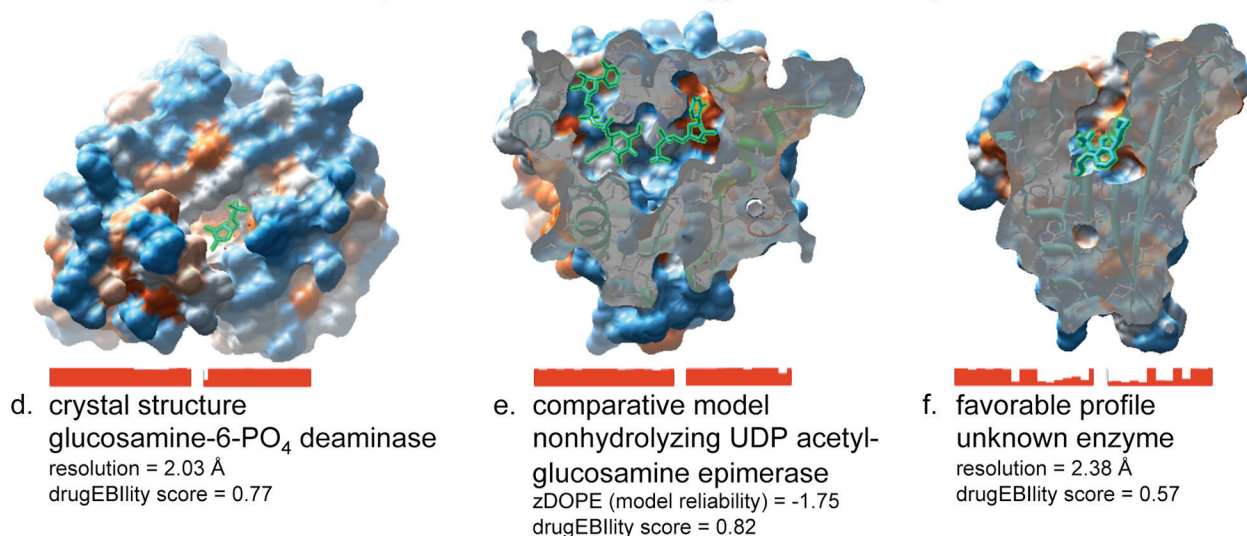 d. crystal structure
glucosamine-6-PO₄ deaminase
resolution = 2.03 Å
drugEBIlity score = 0.77
e. comparative model
nonhydrolyzing UDP acetyl-
glucosamine epimerase
zDOPE (model reliability) = -1.75
drugEBIlity score = 0.82
f. favorable profile
unknown enzyme
resolution = 2.38 Å
drugEBIlity score = 0.57